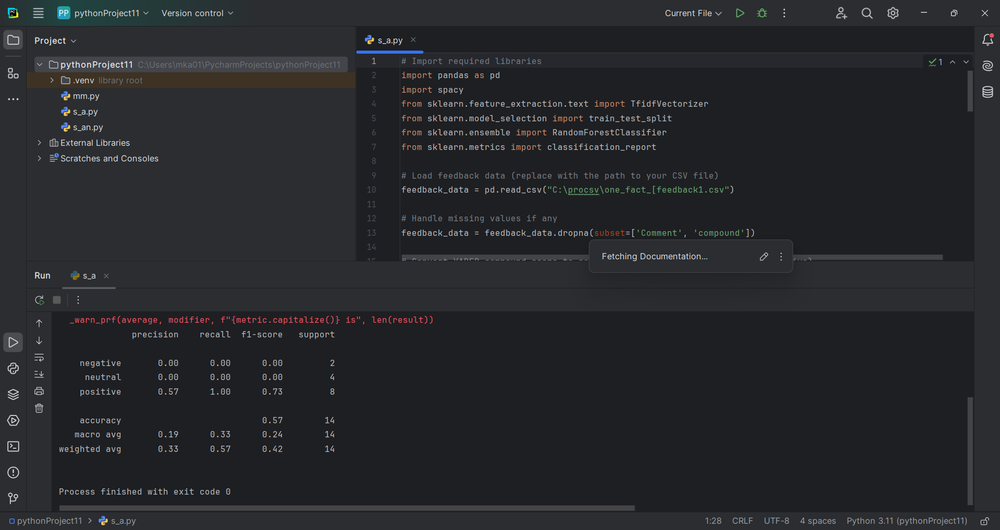 PC
PP pythonProject11
Version control
Current File
Project
pythonProject11 C:\Users\mka01\PycharmProjects\pythonProject11
.venv library root
mm.py
s_a.py
s_an.py
External Libraries
Scratches and Consoles
s_a.py
1
1 # Import required libraries
2 import pandas as pd
3 import spacy
4 from sklearn.feature_extraction.text import TfidfVectorizer
5 from sklearn.model_selection import train_test_split
6 from sklearn.ensemble import RandomForestClassifier
7 from sklearn.metrics import classification_report
8
9 # Load feedback data (replace with the path to your CSV file)
10 feedback_data = pd.read_csv("C:\procsv\one_fact_[feedback1.csv")
11
12 # Handle missing values if any
13 feedback_data = feedback_data.dropna(subset=['Comment', 'compound'])
14
15 # Convert VADER compound score to
Fetching Documentation...
Run
s_a
_warn_prf(average, modifier, f"{metric.capitalize()} is", len(result))
precision recall f1-score support
negative 0.00 0.00 0.00 2
neutral 0.00 0.00 0.00 4
positive 0.57 1.00 0.73 8
accuracy 0.57 14
macro avg 0.19 0.33 0.24 14
weighted avg 0.33 0.57 0.42 14
Process finished with exit code 0
pythonProject11 > s_a.py
1:28 CRLF UTF-8 4 spaces Python 3.11 (pythonProject11)